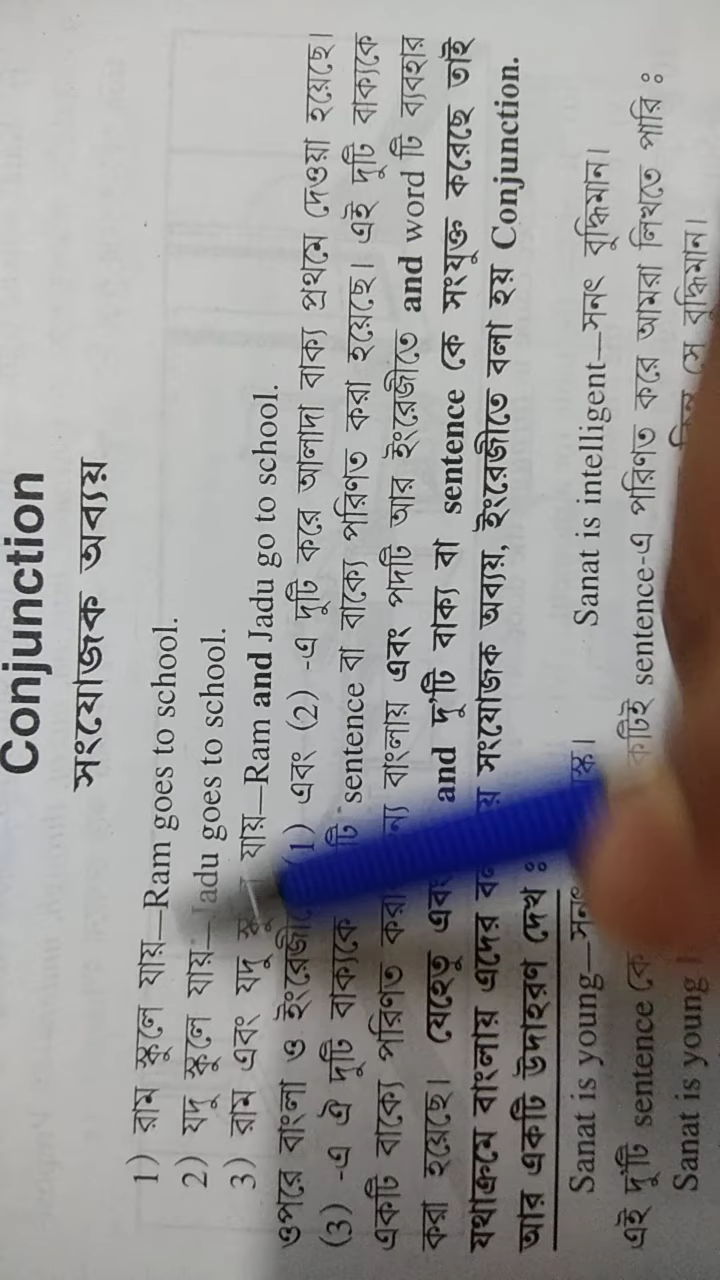 Conjunction
সংযোজক অব্যয়
1) রাম স্কুলে যায়—Ram goes to school.
2) যদু স্কুলে যায়—Jadu goes to school.
3) রাম এবং যদু যায়—Ram and Jadu go to school.
ওপরে বাংলা ও ইংরেজীতে (1) এবং (2) -এ দুটি করে আলাদা বাক্য প্রথমে দেওয়া হয়েছে।
(3) -এ ঐ দুটি বাক্যকে sentence বা বাক্যে পরিণত করা হয়েছে। এই দুটি বাক্যকে
একটি বাক্যে পরিণত করা বাংলায় এবং পদটি আর ইংরেজীতে and word টি ব্যবহার
করা হয়েছে। যেহেতু এবং and দু'টি বাক্য বা sentence কে সংযুক্ত করেছে তাই
যথাক্রমে বাংলায় এদের সংযোজক অব্যয়, ইংরেজীতে বলা হয় Conjunction.
আর একটি উদাহরণ দেখ :
Sanat is young—সনৎ Sanat is intelligent—সনৎ বুদ্ধিমান।
এই দু'টি sentence কে sentence-এ পরিণত করে আমরা লিখতে পারি :
Sanat is young সে বুদ্ধিমান।